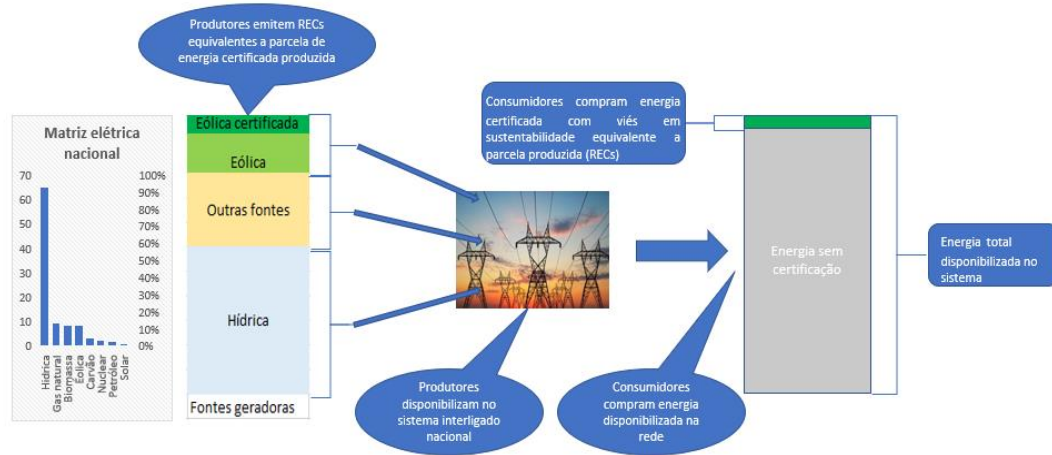 Produtores emitem RECs
equivalentes a parcela de
energia certificada produzida
Consumidores compram energia
certificada com viés em
sustentabilidade equivalente a
parcela produzida (RECs)
Matriz elétrica
nacional
70
60
50
40
30
20
10
0
100%
90%
80%
70%
60%
50%
40%
30%
20%
10%
0%
Hídrica
Gas natural
Biomassa
Eolica
Carvão
Nuclear
Petróleo
Solar
Eólica certificada
Eólica
Outras fontes
Hídrica
Fontes geradoras
Energia sem
certificação
Energia total
disponibilizada no
sistema
Produtores
disponibilizam no
sistema interligado
nacional
Consumidores
compram energia
disponibilizada na
rede